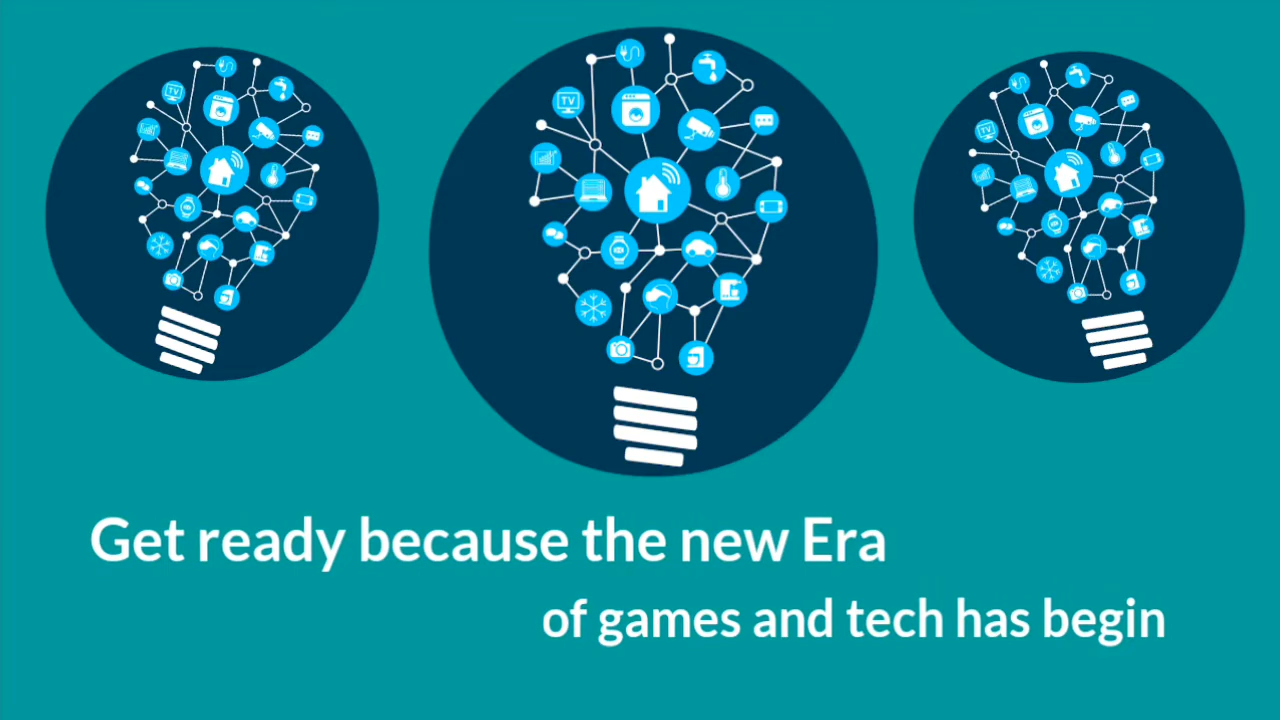 TV
TV
TV
Get ready because the new Era
of games and tech has begin